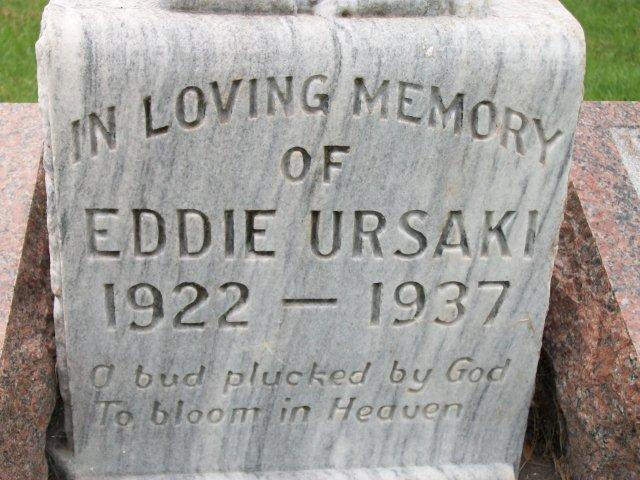 IN LOVING MEMORY
OF
EDDIE URSAKI
1922 — 1937
A bud plucked by God
To bloom in Heaven